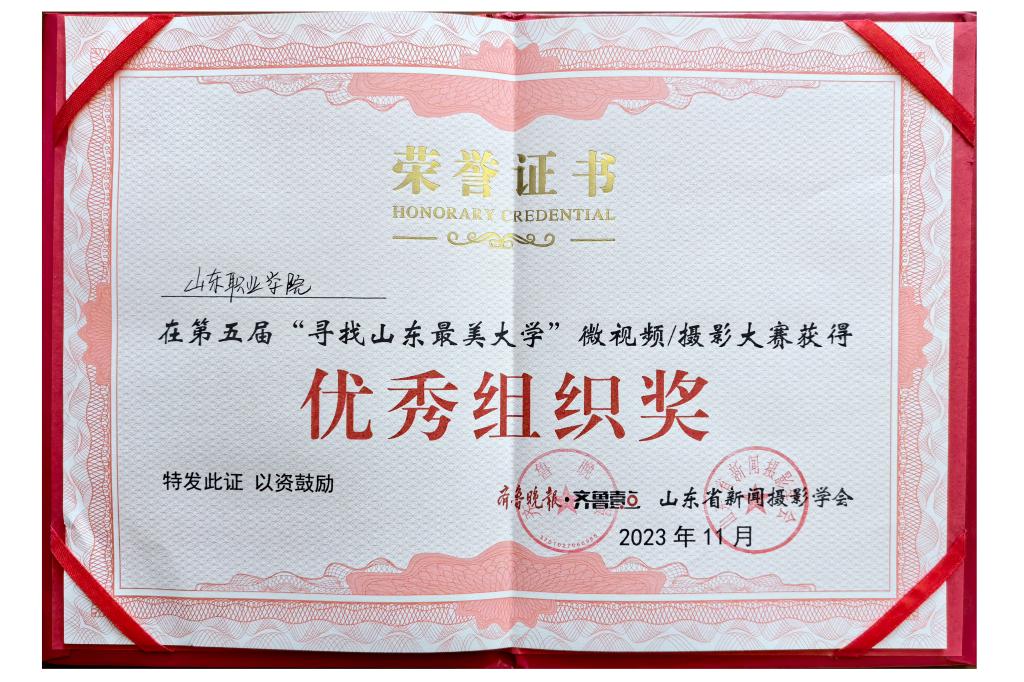 荣誉证书
HONORARY CREDENTIAL
山东职业学院
在第五届“寻找山东最美大学”微视频/摄影大赛获得
优秀组织奖
特发此证 以资鼓励
齐鲁晚报·齐鲁壹点 山东省新闻摄影学会
2023年11月